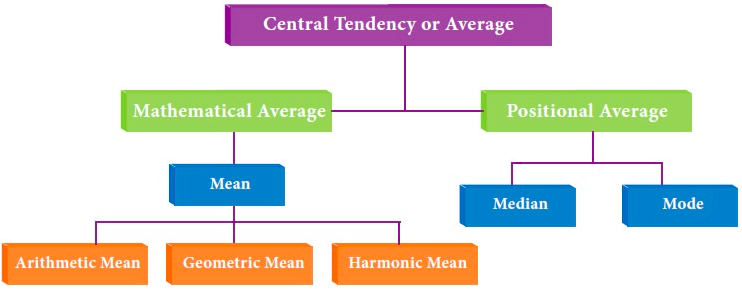 Central Tendency or Average
Mathematical Average
Positional Average
Mean
Median
Mode
Arithmetic Mean
Geometric Mean
Harmonic Mean